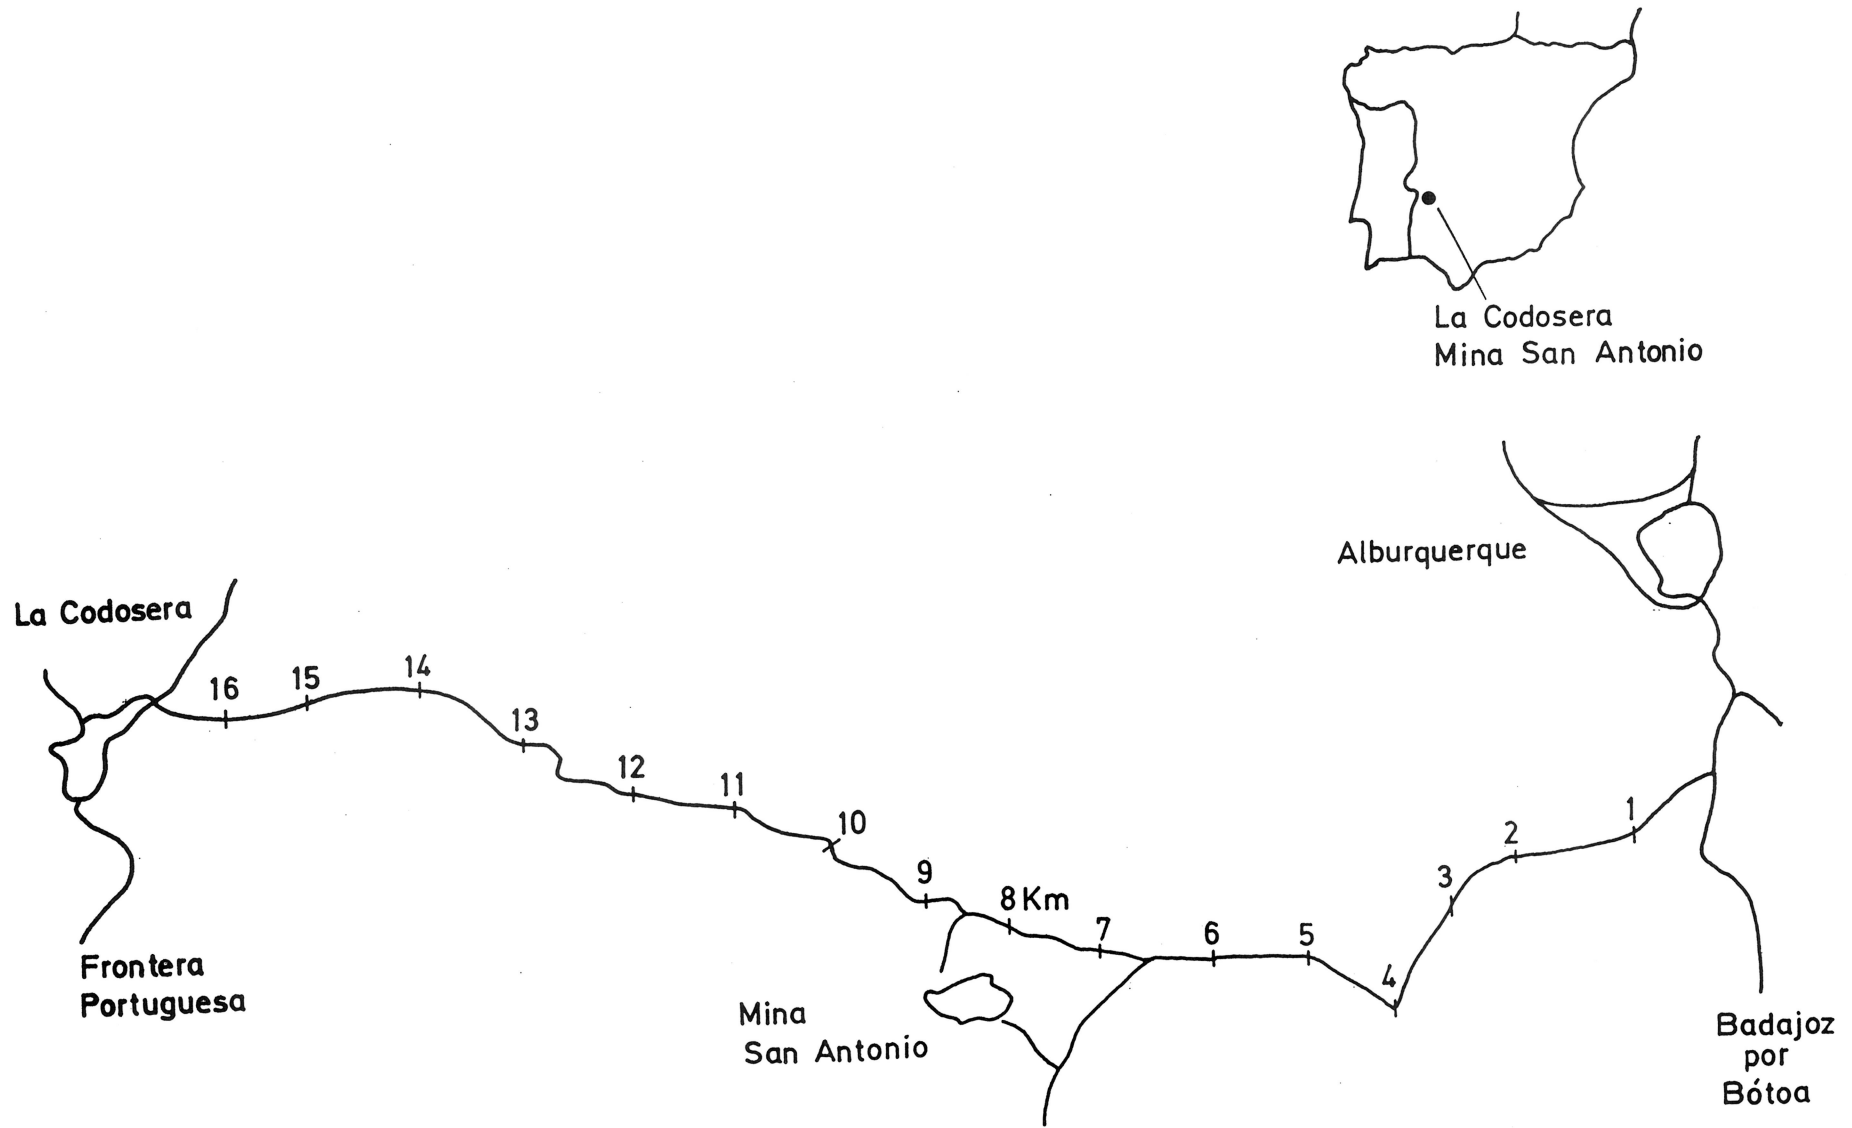 La Codosera
Mina San Antonio
Alburquerque
La Codosera
16
15
14
13
12
11
10
9
8 Km
7
6
5
4
3
2
1
Frontera
Portuguesa
Mina
San Antonio
Badajoz
por
Bótoa